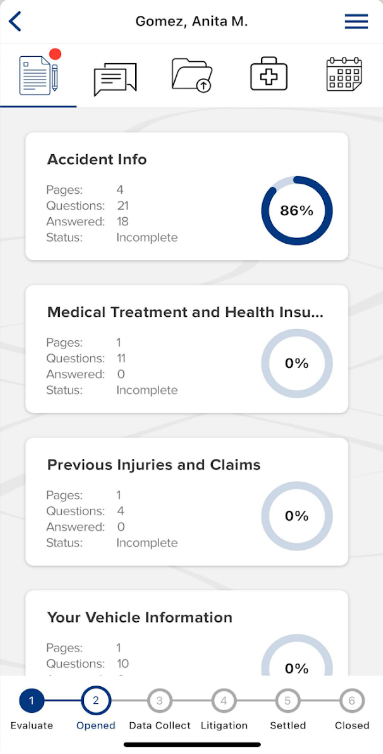 Gomez, Anita M.
Accident Info
Pages: 4
Questions: 21
Answered: 18
Status: Incomplete
86%
Medical Treatment and Health Insu...
Pages: 1
Questions: 11
Answered: 0
Status: Incomplete
0%
Previous Injuries and Claims
Pages: 1
Questions: 4
Answered: 0
Status: Incomplete
0%
Your Vehicle Information
Pages: 1
Questions: 10
0%
1 2 3 4 5 6
Evaluate Opened Data Collect Litigation Settled Closed